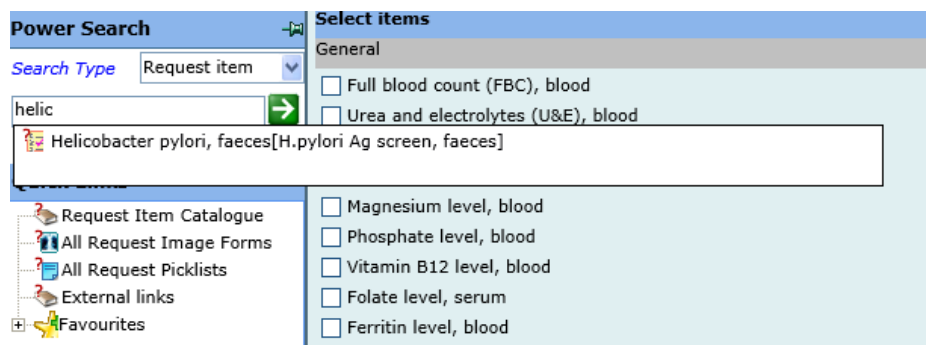 Power Search
Search Type
Request item
helic
Helicobacter pylori, faeces[H.pylori Ag screen, faeces]
Request Item Catalogue
All Request Image Forms
All Request Picklists
External links
Favourites
Select items
General
Full blood count (FBC), blood
Urea and electrolytes (U&E), blood
Magnesium level, blood
Phosphate level, blood
Vitamin B12 level, blood
Folate level, serum
Ferritin level, blood